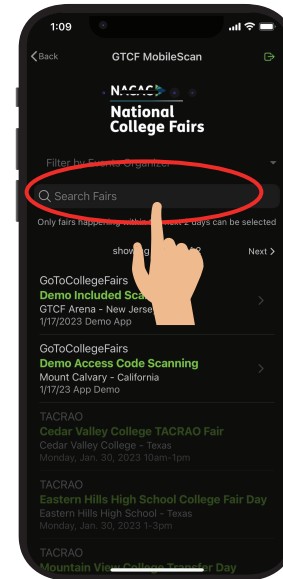 1:09
Back
GTCF MobileScan
NACAC
National
College Fairs
Filter by Events Organizer
Search Fairs
Only fairs happening within next 2 days can be selected
Next >
GoToCollegeFairs
Demo Included
GTCF Arena - New Jerse
1/17/2023 Demo App
GoToCollegeFairs
Demo Access Code Scanning
Mount Calvary - California
1/17/23 App Demo
TACRAO
Cedar Valley College TACRAO Fair
Cedar Valley College - Texas
Monday, Jan. 30, 2023 10am-1pm
TACRAO
Eastern Hills High School College Fair Day
Eastern Hills High School - Texas
Monday, Jan. 30, 2023 1-3pm
TACRAO
Mountain View College Transfer Day